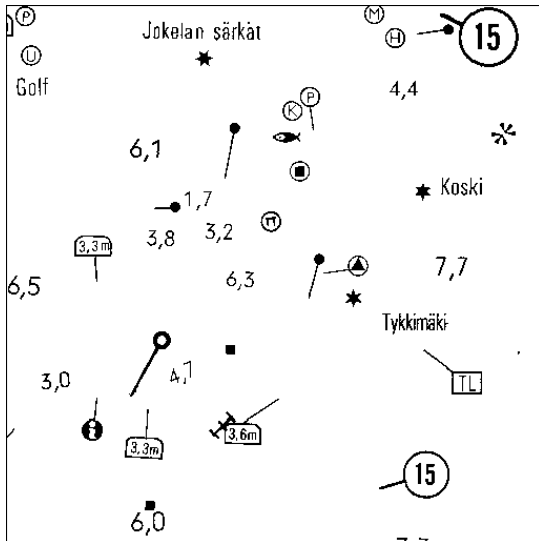 P
M
15
Jokelan särkät
H
U
Golf
4,4
P
K
6,1
1,7
Koski
3,8
3,2
3,3m
6,3
7,7
6,5
Tykkimäki
3,0
4,7
TL
3,6m
3,3m
15
6,0